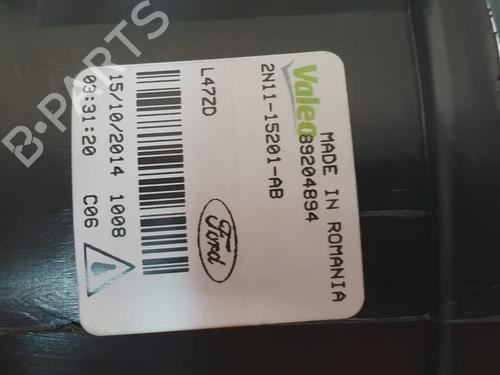 Valeo
MADE IN ROMANIA
89204894
2N11-15201-AB
L47ZD
Ford
15/10/2014 1008
03:31:20 C06
B-PARTS